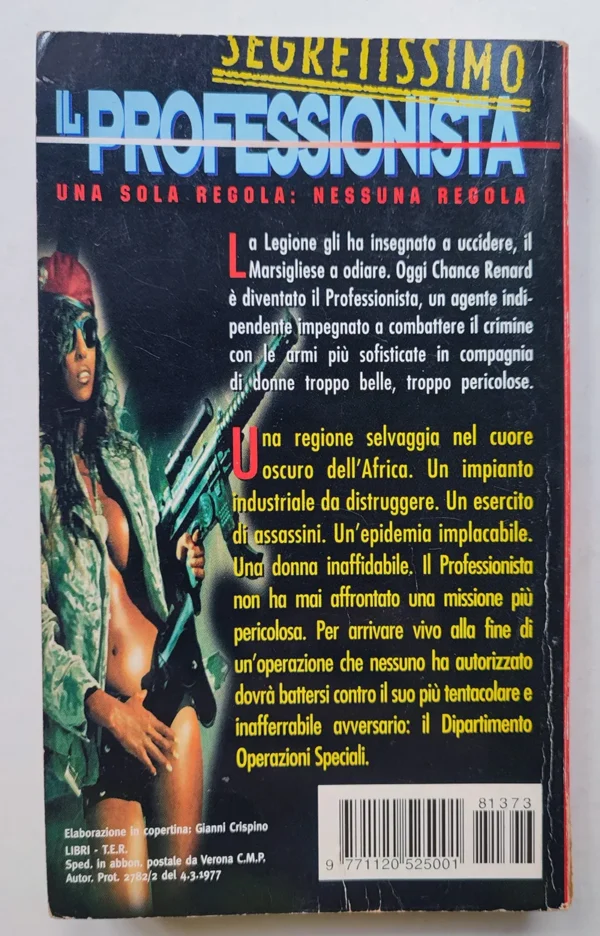 SEGRETISSIMO
IL PROFESSIONISTA
UNA SOLA REGOLA: NESSUNA REGOLA
La Legione gli ha insegnato a uccidere, il
Marsigliese a odiare. Oggi Chance Renard
è diventato il Professionista, un agente indi-
pendente impegnato a combattere il crimine
con le armi più sofisticate in compagnia
di donne troppo belle, troppo pericolose.
Una regione selvaggia nel cuore
oscuro dell'Africa. Un impianto
industriale da distruggere. Un esercito
di assassini. Un'epidemia implacabile.
Una donna inaffidabile. Il Professionista
non ha mai affrontato una missione più
pericolosa. Per arrivare vivo alla fine di
un'operazione che nessuno ha autorizzato
dovrà battersi contro il suo più tentacolare e
inafferrabile avversario: il Dipartimento
Operazioni Speciali.
Elaborazione in copertina: Gianni Crispino
LIBRI - T.E.R.
Sped. in abbon. postale da Verona C.M.P.
Autor. Prot. 2782/2 del 4.3.1977
81373
9 771120 525001